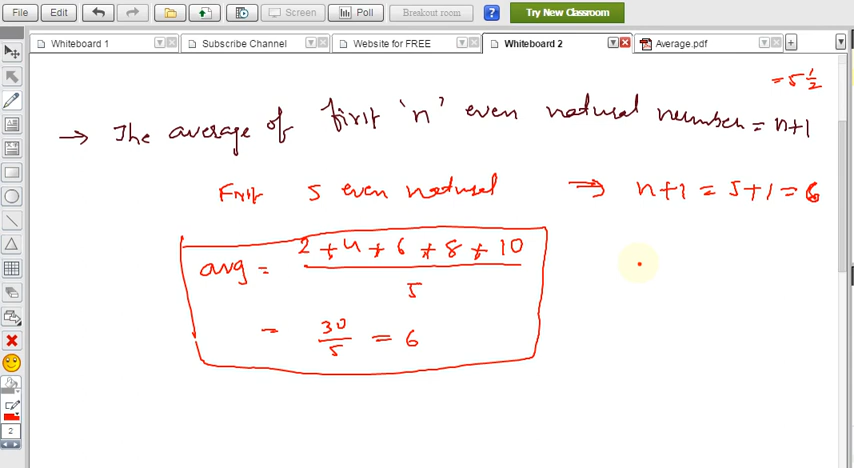 File Edit Screen Poll Breakout room ? Try New Classroom
Whiteboard 1 Subscribe Channel Website for FREE Whiteboard 2 Average.pdf
= 5 1/2
→ The average of first 'n' even natural number = n+1
First 5 even natural ⇒ n+1 = 5+1 = 6
avg = 2+4+6+8+10 / 5
= 30/5 = 6
2